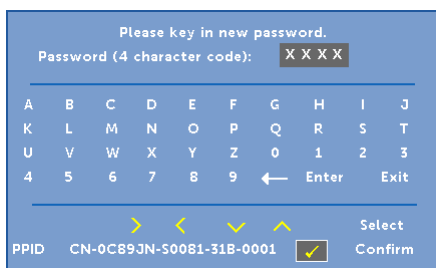 Please key in new password.
Password (4 character code): X X X X
A B C D E F G H I J
K L M N O P Q R S T
U V W X Y Z 0 1 2 3
4 5 6 7 8 9 ← Enter Exit
> < Select
PPID CN-0C89JN-S0081-31B-0001 ✓ Confirm